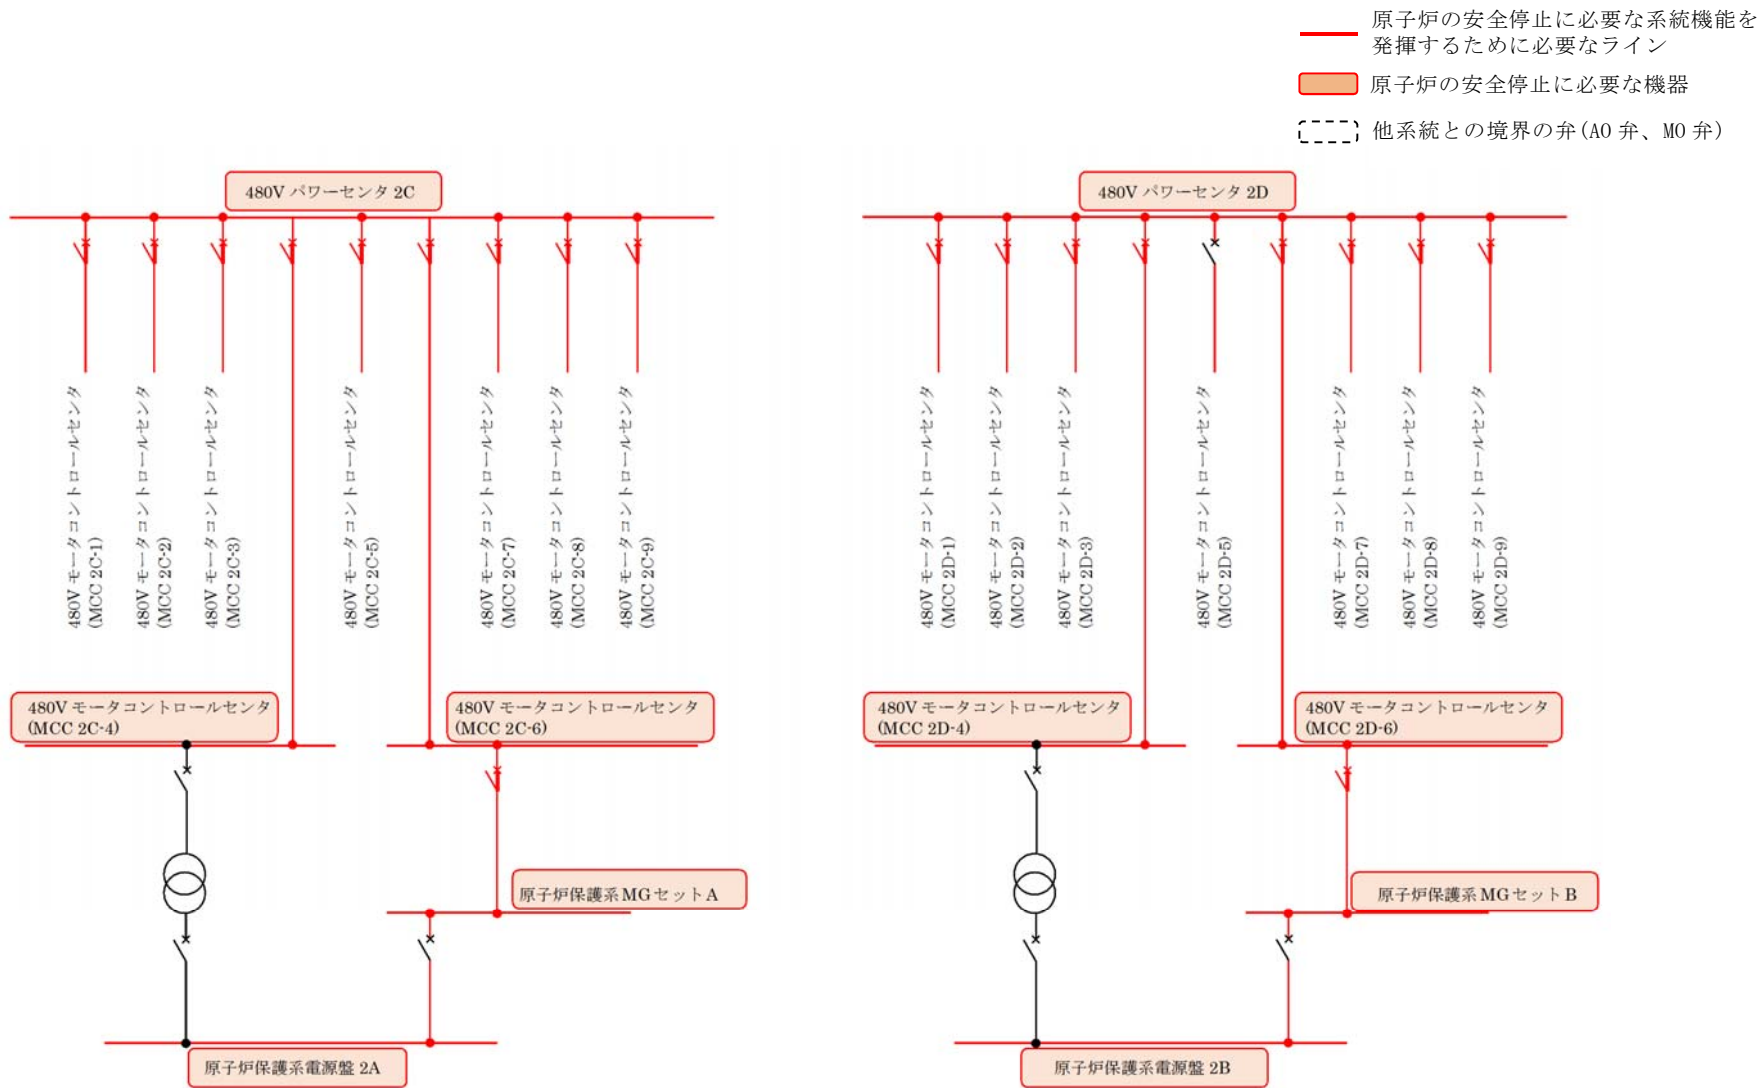 原子炉の安全停止に必要な系統機能を
発揮するために必要なライン
原子炉の安全停止に必要な機器
他系統との境界の弁(AO 弁、MO 弁)
480V パワーセンタ 2C
480V パワーセンタ 2D
480V モータコントロールセンタ
(MCC 2C-1)
480V モータコントロールセンタ
(MCC 2C-2)
480V モータコントロールセンタ
(MCC 2C-3)
480V モータコントロールセンタ
(MCC 2C-5)
480V モータコントロールセンタ
(MCC 2C-7)
480V モータコントロールセンタ
(MCC 2C-8)
480V モータコントロールセンタ
(MCC 2C-9)
480V モータコントロールセンタ
(MCC 2D-1)
480V モータコントロールセンタ
(MCC 2D-2)
480V モータコントロールセンタ
(MCC 2D-3)
480V モータコントロールセンタ
(MCC 2D-5)
480V モータコントロールセンタ
(MCC 2D-7)
480V モータコントロールセンタ
(MCC 2D-8)
480V モータコントロールセンタ
(MCC 2D-9)
480V モータコントロールセンタ
(MCC 2C-4)
480V モータコントロールセンタ
(MCC 2C-6)
480V モータコントロールセンタ
(MCC 2D-4)
480V モータコントロールセンタ
(MCC 2D-6)
原子炉保護系 MG セット A
原子炉保護系 MG セット B
原子炉保護系電源盤 2A
原子炉保護系電源盤 2B